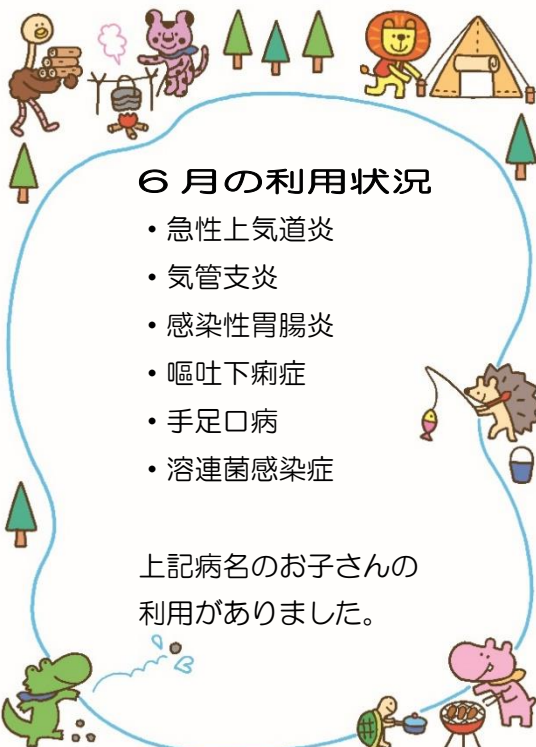 6月の利用状況
・急性上気道炎
・気管支炎
・感染性胃腸炎
・嘔吐下痢症
・手足口病
・溶連菌感染症
上記病名のお子さんの
利用がありました。